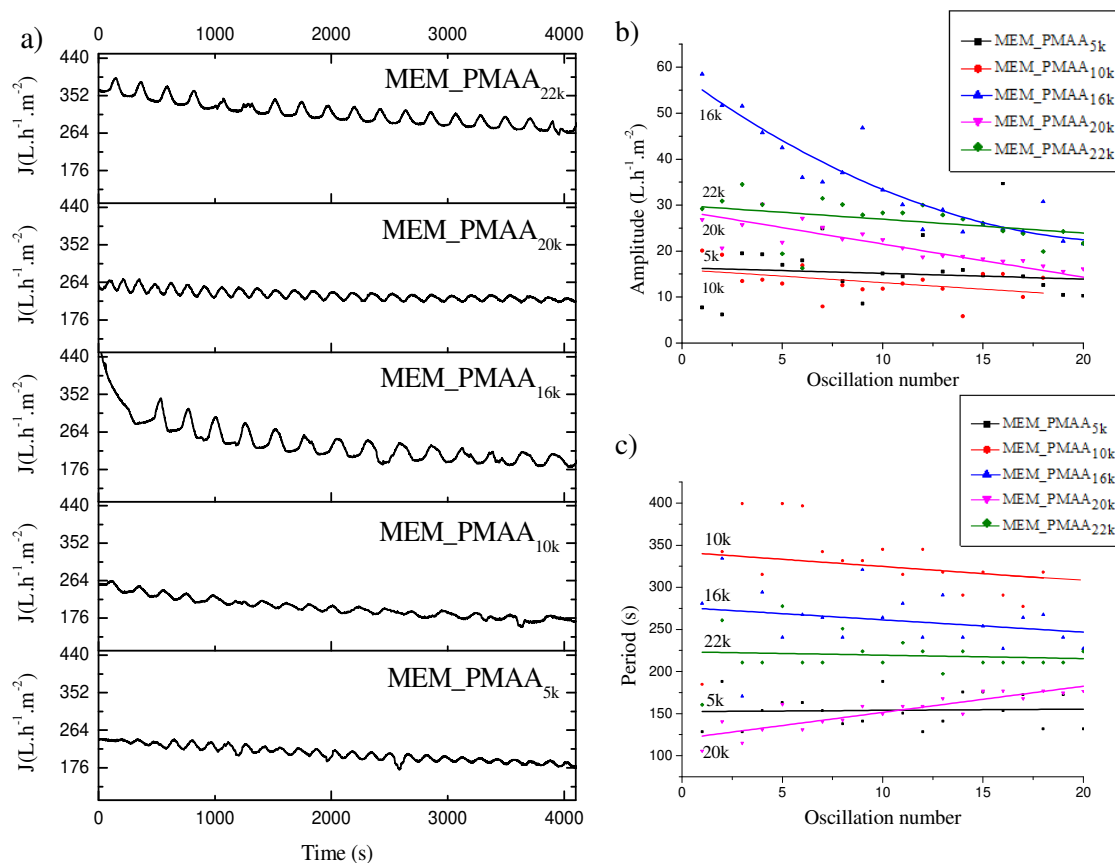 a)
0 1000 2000 3000 4000
440
352
264
176
J(L.h⁻¹.m⁻²)
MEM_PMAA22k
440
352
264
176
J(L.h⁻¹.m⁻²)
MEM_PMAA20k
440
352
264
176
J(L.h⁻¹.m⁻²)
MEM_PMAA16k
440
352
264
176
J(L.h⁻¹.m⁻²)
MEM_PMAA10k
440
352
264
176
J(L.h⁻¹.m⁻²)
MEM_PMAA5k
0 1000 2000 3000 4000
Time (s)
b)
MEM_PMAA5k
MEM_PMAA10k
MEM_PMAA16k
MEM_PMAA20k
MEM_PMAA22k
60
50
40
30
20
10
0
Amplitude (L.h⁻¹.m⁻²)
16k
22k
20k
5k
10k
0 5 10 15 20
Oscillation number
c)
MEM_PMAA5k
MEM_PMAA10k
MEM_PMAA16k
MEM_PMAA20k
MEM_PMAA22k
400
350
300
250
200
150
100
Period (s)
10k
16k
22k
5k
20k
0 5 10 15 20
Oscillation number